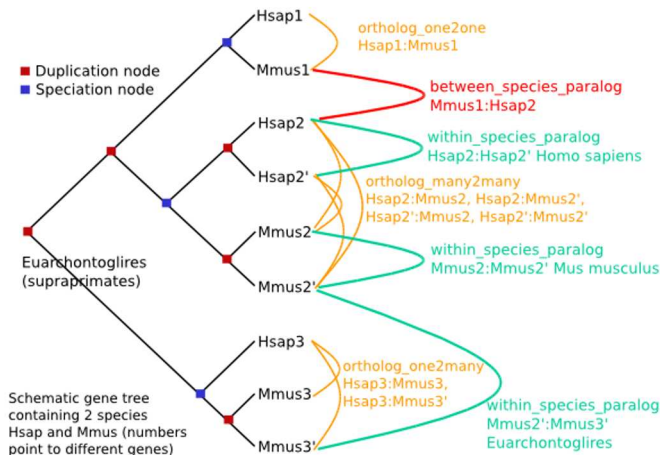 Hsap1
ortholog_one2one
Hsap1:Mmus1
Mmus1
Duplication node
Speciation node
between_species_paralog
Mmus1:Hsap2
Hsap2
within_species_paralog
Hsap2:Hsap2' Homo sapiens
Hsap2'
ortholog_many2many
Hsap2:Mmus2, Hsap2:Mmus2',
Hsap2':Mmus2, Hsap2':Mmus2'
Mmus2
within_species_paralog
Mmus2:Mmus2' Mus musculus
Euarchontoglires
(supraprimates)
Mmus2'
Hsap3
ortholog_one2many
Hsap3:Mmus3,
Hsap3:Mmus3'
Mmus3
Schematic gene tree
containing 2 species
Hsap and Mmus (numbers
point to different genes)
within_species_paralog
Mmus2':Mmus3'
Euarchontoglires
Mmus3'